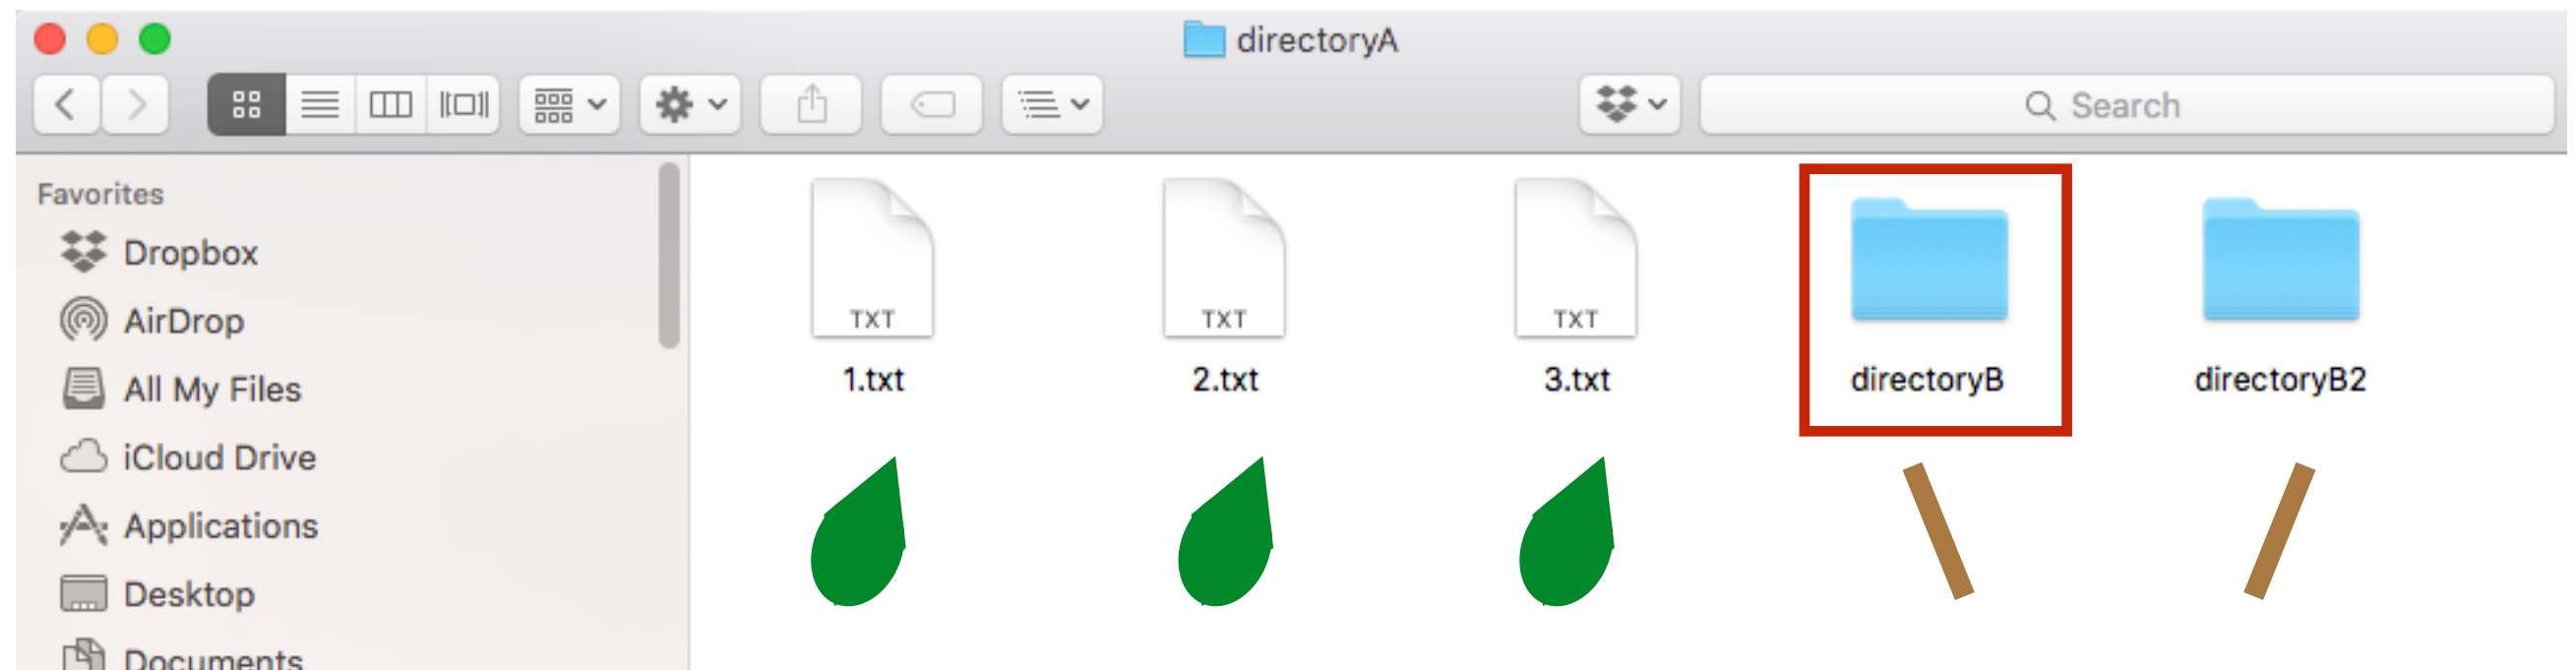 directoryA
Search
Favorites
Dropbox
AirDrop
All My Files
iCloud Drive
Applications
Desktop
Documents
TXT TXT TXT
1.txt 2.txt 3.txt directoryB directoryB2